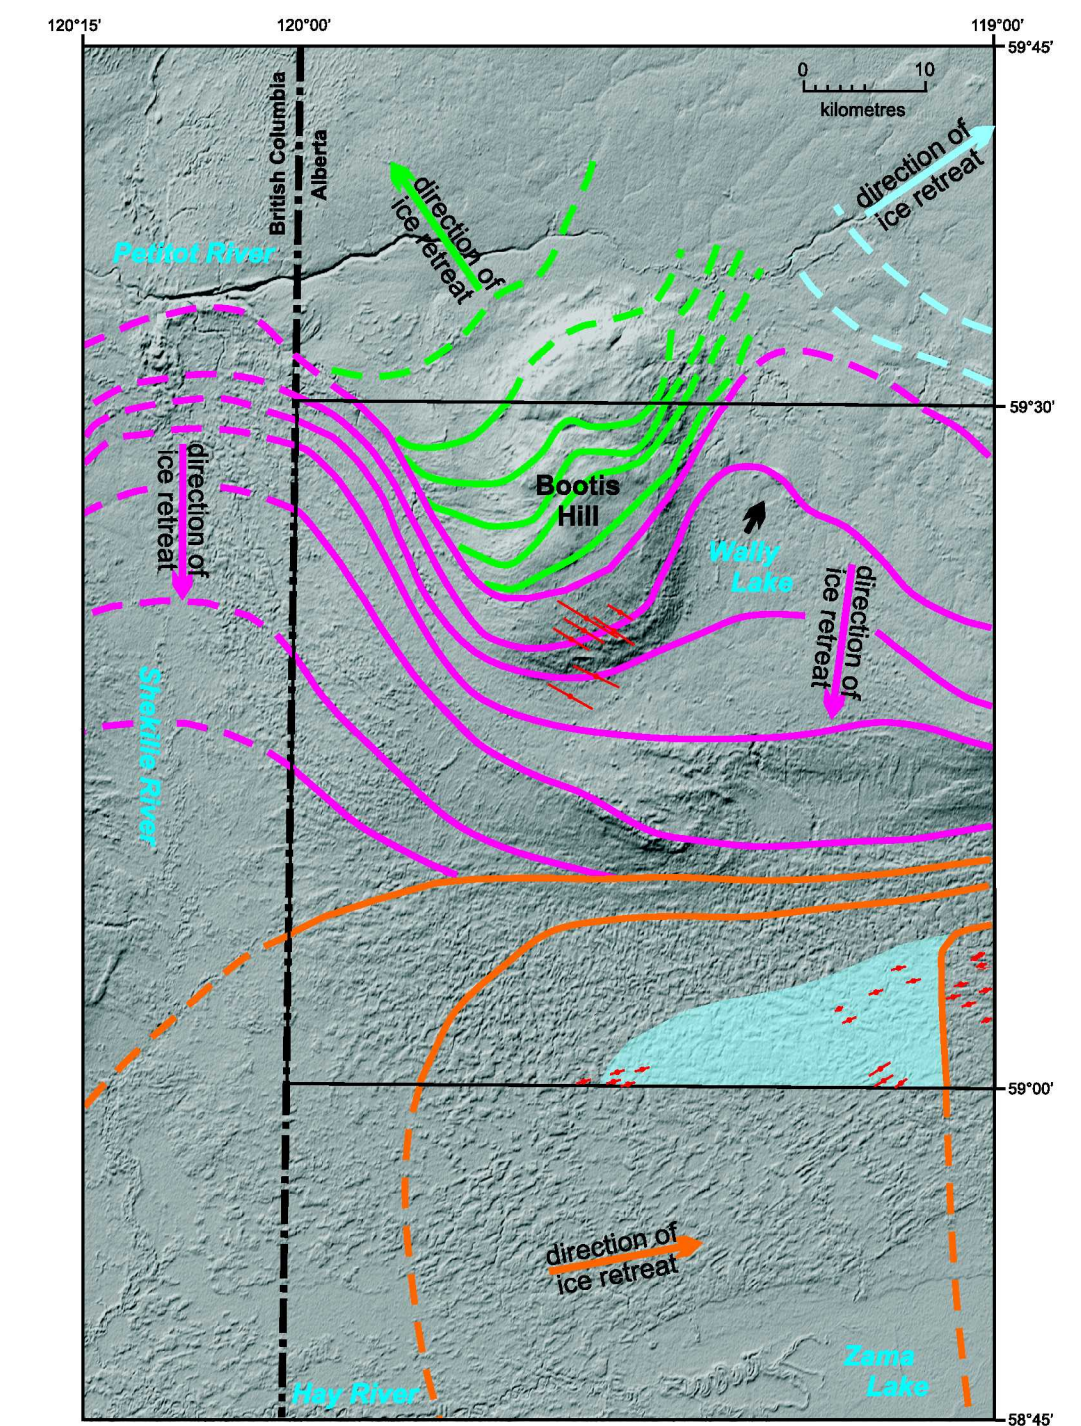 120°15'
120°00'
119°00'
59°45'
0 10
kilometres
British Columbia
Alberta
direction of
ice retreat
direction of
ice retreat
Petitot River
59°30'
direction of
ice retreat
Bootis
Hill
Wally
Lake
direction of
ice retreat
Shekilie River
59°00'
direction of
ice retreat
Zama
Lake
Hay River
58°45'